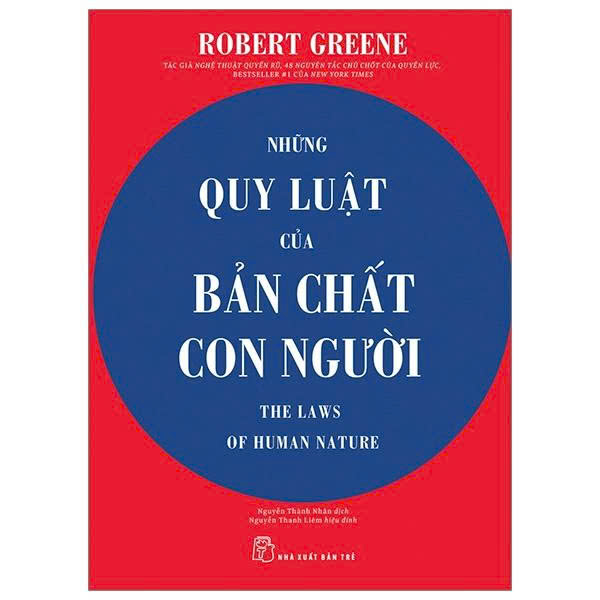 ROBERT GREENE
TÁC GIẢ NGHỆ THUẬT QUYẾN RŨ, 48 NGUYÊN TẮC CHỦ CHỐT CỦA QUYỀN LỰC,
BESTSELLER #1 CỦA NEW YORK TIMES
NHỮNG
QUY LUẬT
CỦA
BẢN CHẤT
CON NGƯỜI
THE LAWS
OF HUMAN NATURE
Nguyễn Thành Nhân dịch
Nguyễn Thanh Liêm hiệu đính
NHÀ XUẤT BẢN TRẺ